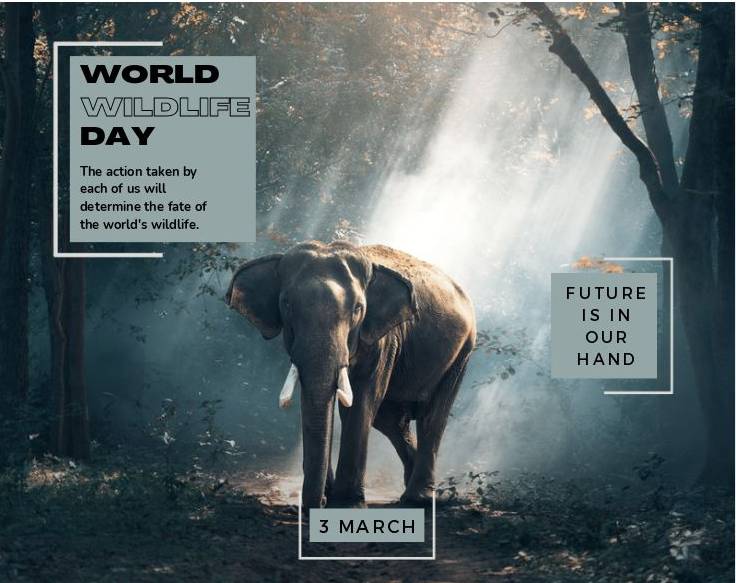 WORLD
WILDLIFE
DAY
The action taken by
each of us will
determine the fate of
the world's wildlife.
FUTURE
IS IN
OUR
HAND
3 MARCH